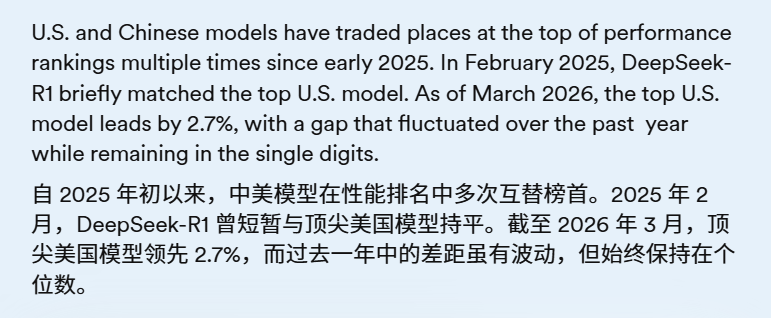 U.S. and Chinese models have traded places at the top of performance
rankings multiple times since early 2025. In February 2025, DeepSeek-
R1 briefly matched the top U.S. model. As of March 2026, the top U.S.
model leads by 2.7%, with a gap that fluctuated over the past  year
while remaining in the single digits.
自 2025 年初以来，中美模型在性能排名中多次互替榜首。2025 年 2
月，DeepSeek-R1 曾短暂与顶尖美国模型持平。截至 2026 年 3 月，顶
尖美国模型领先 2.7%，而过去一年中的差距虽有波动，但始终保持在个
位数。